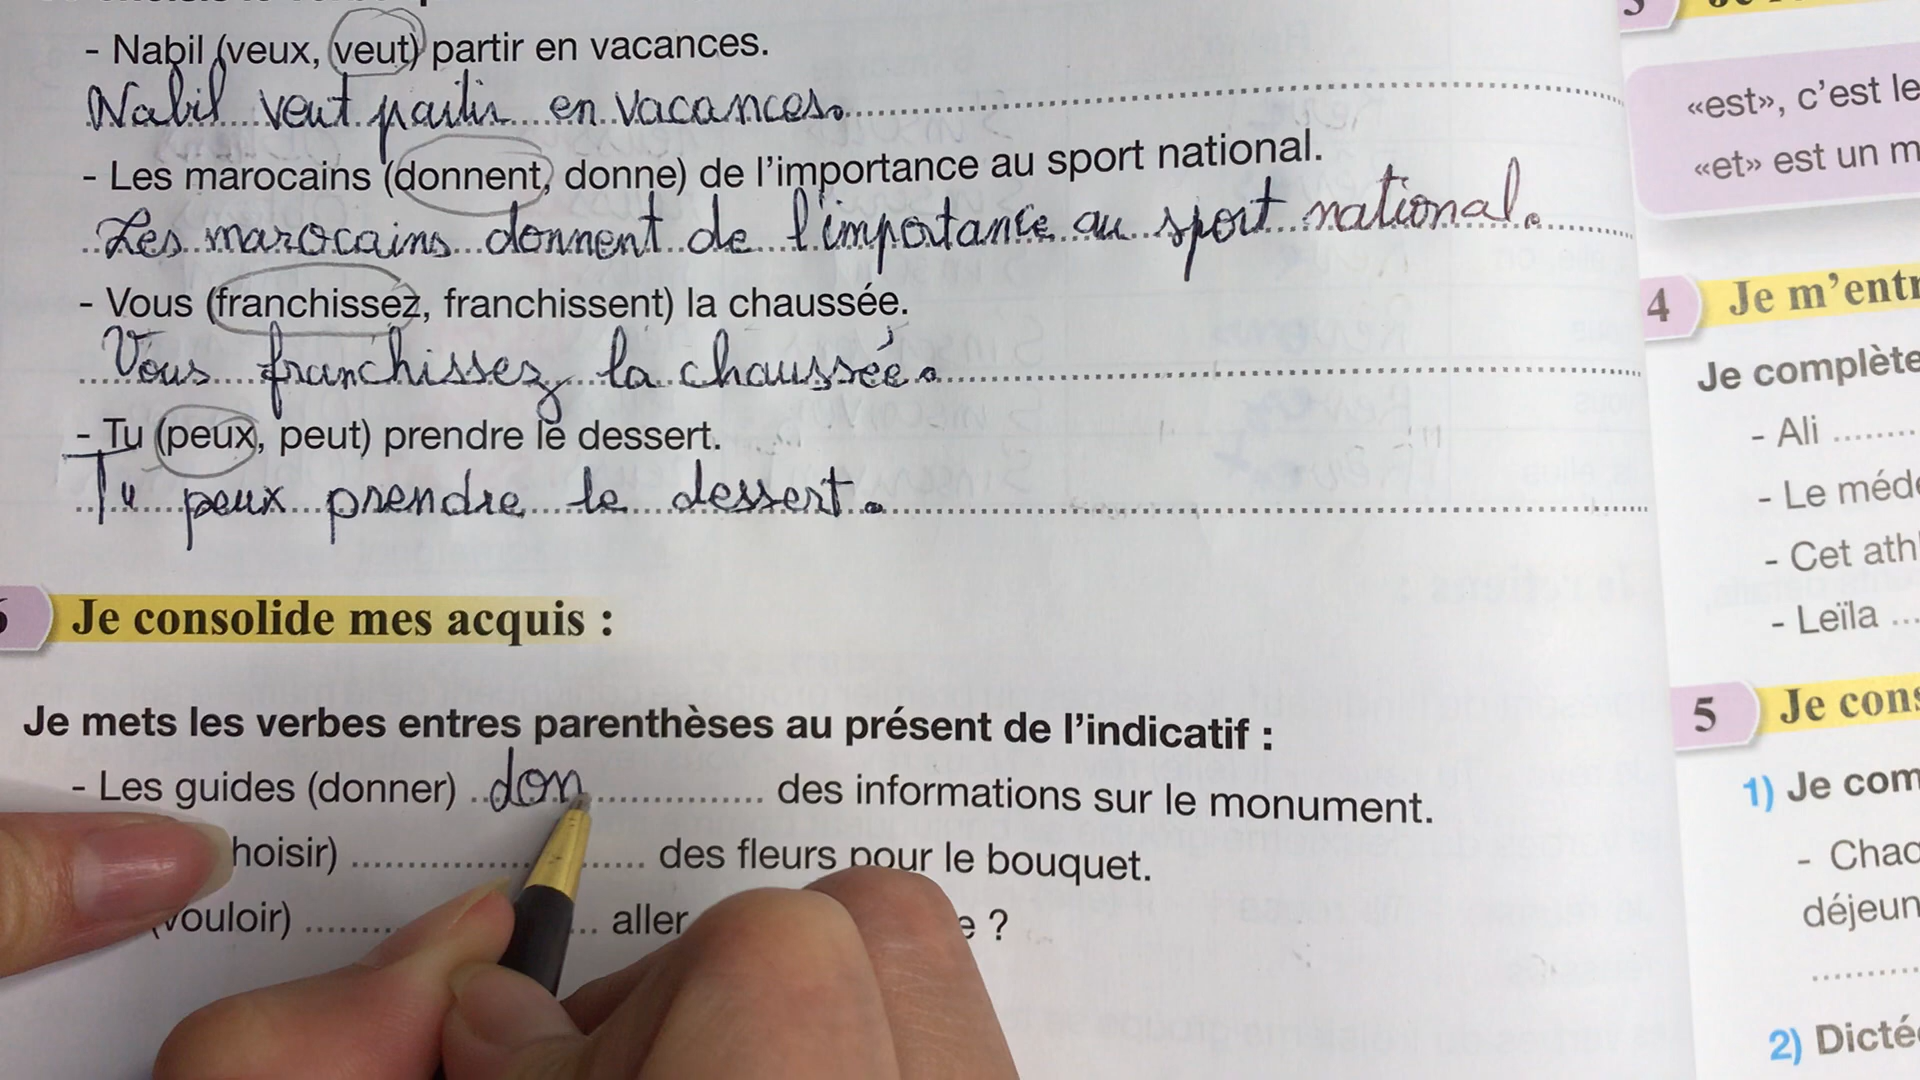 - Nabil (veux, veut) partir en vacances.
Nabil veut partir en vacances.
- Les marocains (donnent, donne) de l'importance au sport national.
Les marocains donnent de l'importance au sport national.
- Vous (franchissez, franchissent) la chaussée.
Vous franchissez la chaussée.
- Tu (peux, peut) prendre le dessert.
Tu peux prendre le dessert.
Je consolide mes acquis :
Je mets les verbes entres parenthèses au présent de l'indicatif :
- Les guides (donner) don des informations sur le monument.
hoisir) des fleurs pour le bouquet.
(vouloir) aller e ?
«est», c'est le
«et» est un m
4 Je m'entr
Je complète
- Ali
- Le méde
- Cet ath
- Leïla
5 Je cons
1) Je com
- Chac
déjeun
2) Dicté